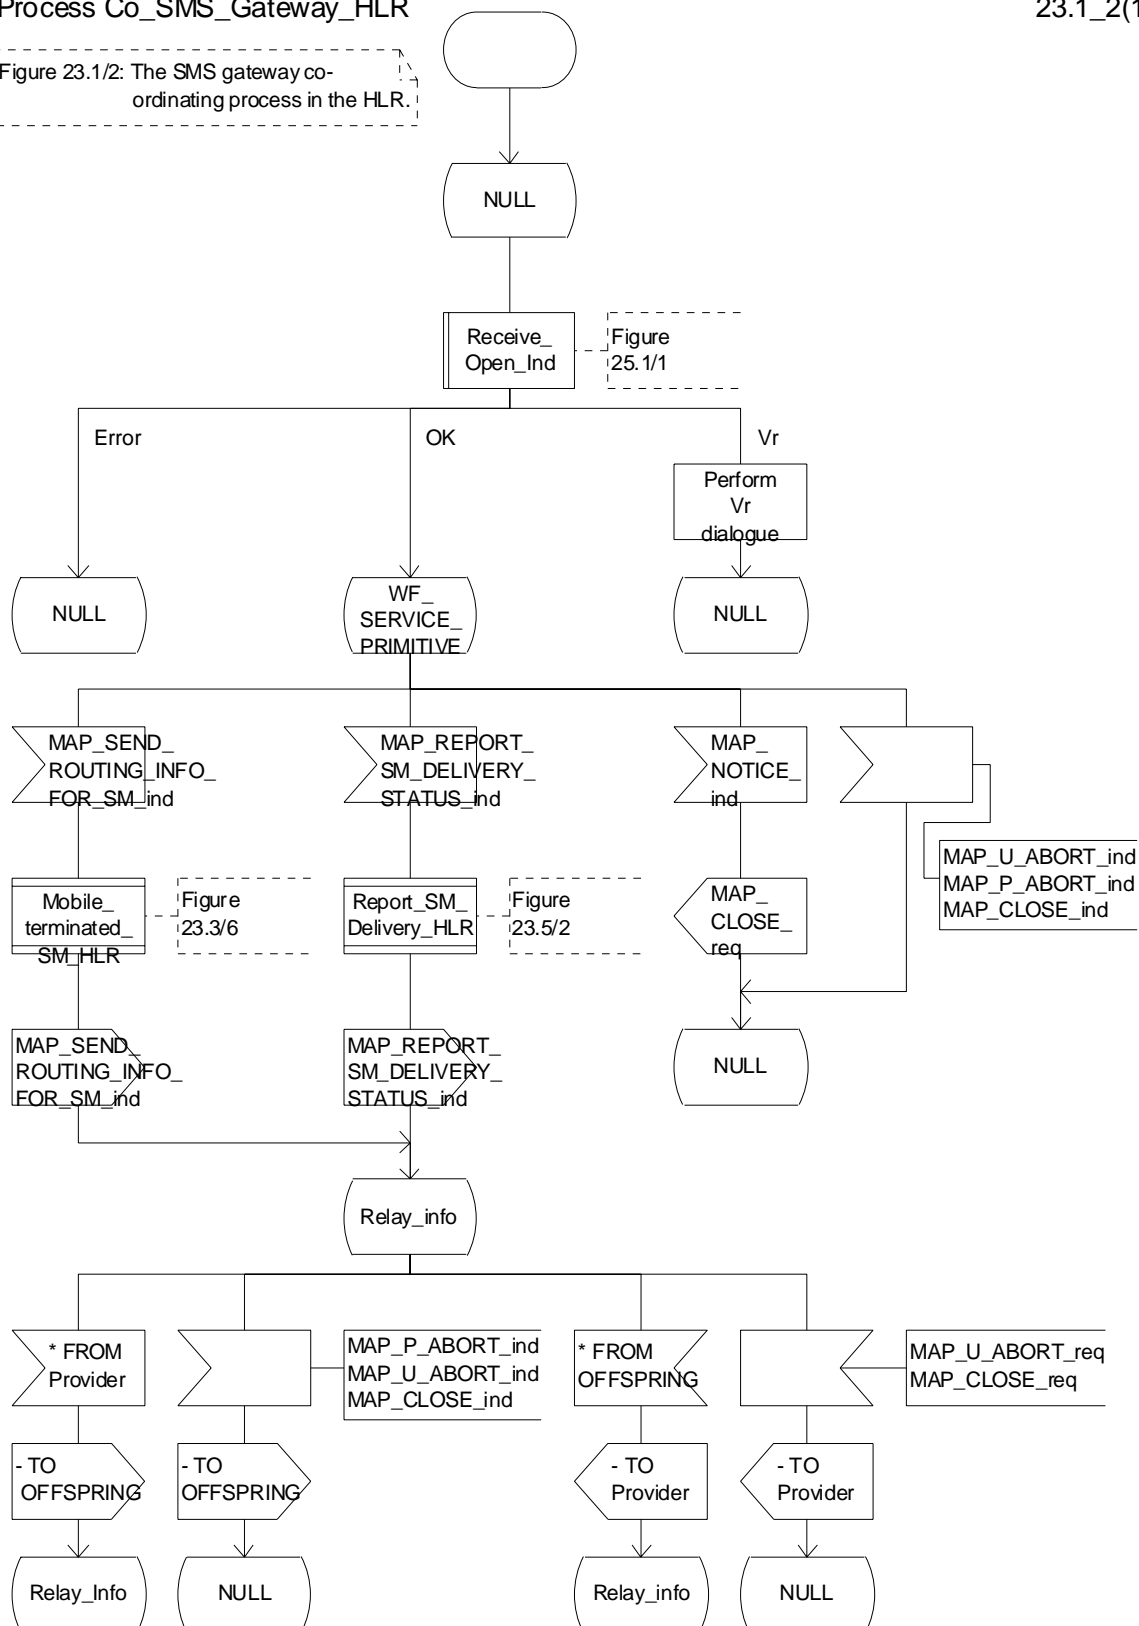 Process Co_SMS_Gateway_HLR
23.1_2(1
Figure 23.1/2: The SMS gateway co-
ordinating process in the HLR.
NULL
Receive_
Open_Ind
Figure
25.1/1
Error
OK
Vr
Perform
Vr
dialogue
NULL
WF_
SERVICE_
PRIMITIVE
NULL
MAP_SEND_
ROUTING_INFO_
FOR_SM_ind
MAP_REPORT_
SM_DELIVERY_
STATUS_ind
MAP_
NOTICE_
ind
MAP_U_ABORT_ind
MAP_P_ABORT_ind
MAP_CLOSE_ind
Mobile_
terminated_
SM_HLR
Figure
23.3/6
Report_SM_
Delivery_HLR
Figure
23.5/2
MAP_
CLOSE_
req
MAP_SEND_
ROUTING_INFO_
FOR_SM_ind
MAP_REPORT_
SM_DELIVERY_
STATUS_ind
NULL
Relay_info
* FROM
Provider
MAP_P_ABORT_ind
MAP_U_ABORT_ind
MAP_CLOSE_ind
* FROM
OFFSPRING
MAP_U_ABORT_req
MAP_CLOSE_req
- TO
OFFSPRING
- TO
OFFSPRING
- TO
Provider
- TO
Provider
Relay_Info
NULL
Relay_info
NULL